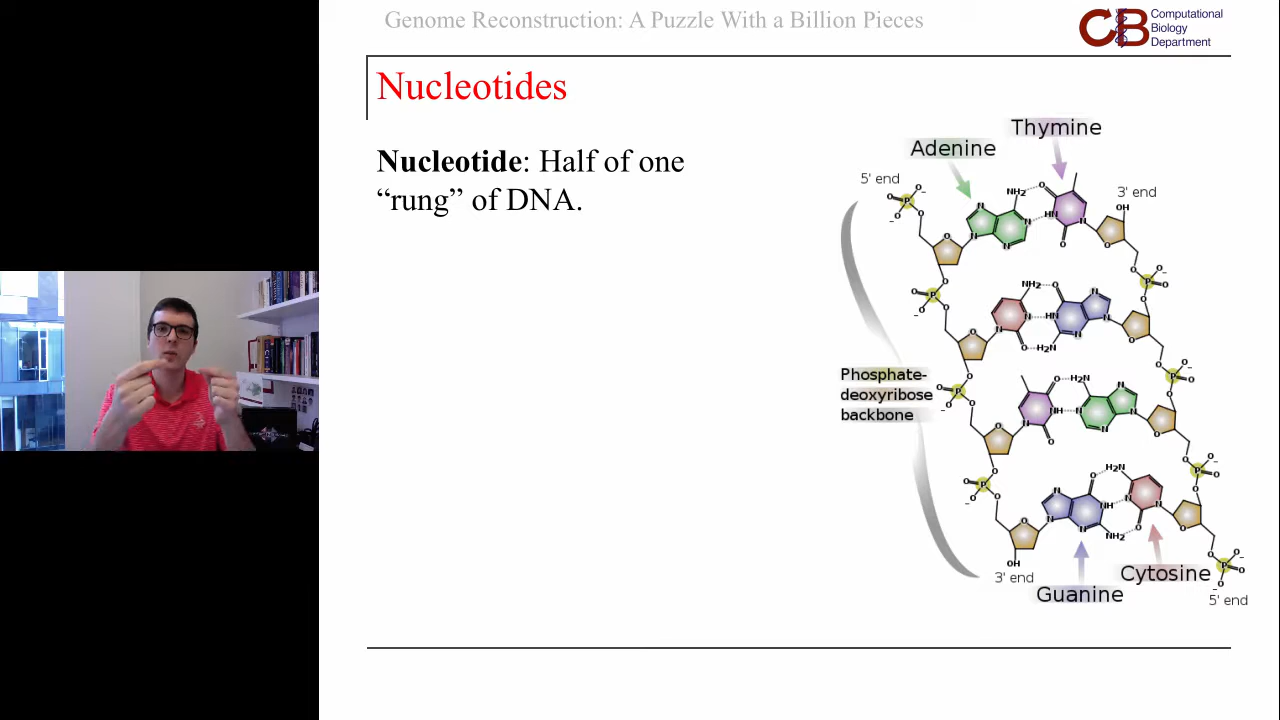 Genome Reconstruction: A Puzzle With a Billion Pieces
Computational
Biology
Department
Nucleotides
Nucleotide: Half of one
“rung” of DNA.
Thymine
Adenine
5' end
3' end
Phosphate-
deoxyribose
backbone
3' end
Cytosine
Guanine
5' end